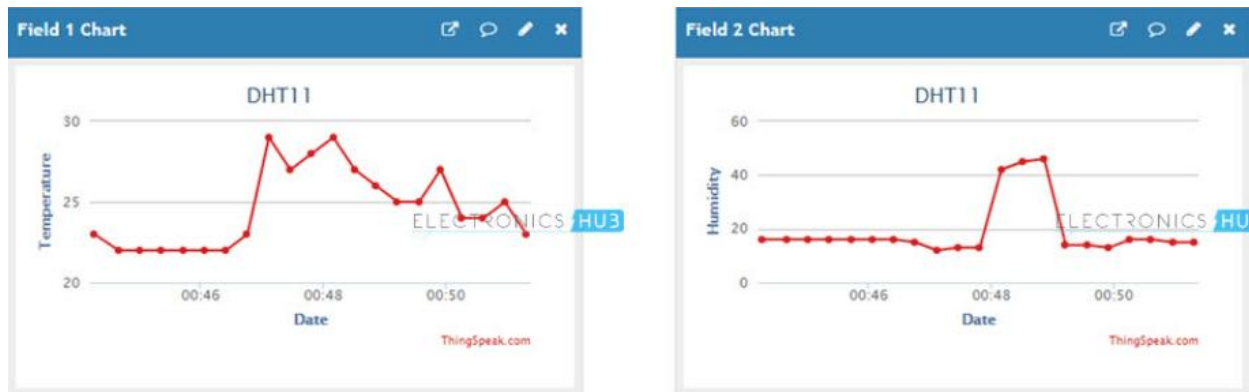 Field 1 Chart
DHT11
30
25
20
Temperature
00:46
00:48
00:50
Date
ThingSpeak.com
ELECTRONICS HUB
Field 2 Chart
DHT11
60
40
20
0
Humidity
00:46
00:48
00:50
Date
ThingSpeak.com
ELECTRONICS HU